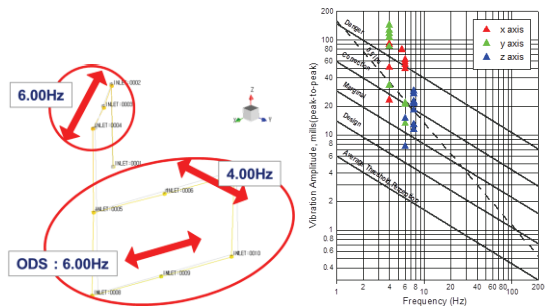 INLET:0002
6.00Hz
INLET:0003
INLET:0004
INLET:0001
Z
Y
4.00Hz
INLET:0006
INLET:0005
ODS : 6.00Hz
INLET:0010
INLET:0009
INLET:0008
Vibration Amplitude, mills(peak-to-peak)
200
100
80
60
40
20
10
8
6
4
2
1
0.8
0.6
0.4
Danger
Correction
Marginal
Design
Average Threshold Perception
x axis
y axis
z axis
1
2
4
6
8
10
20
40
60
100
200
Frequency (Hz)